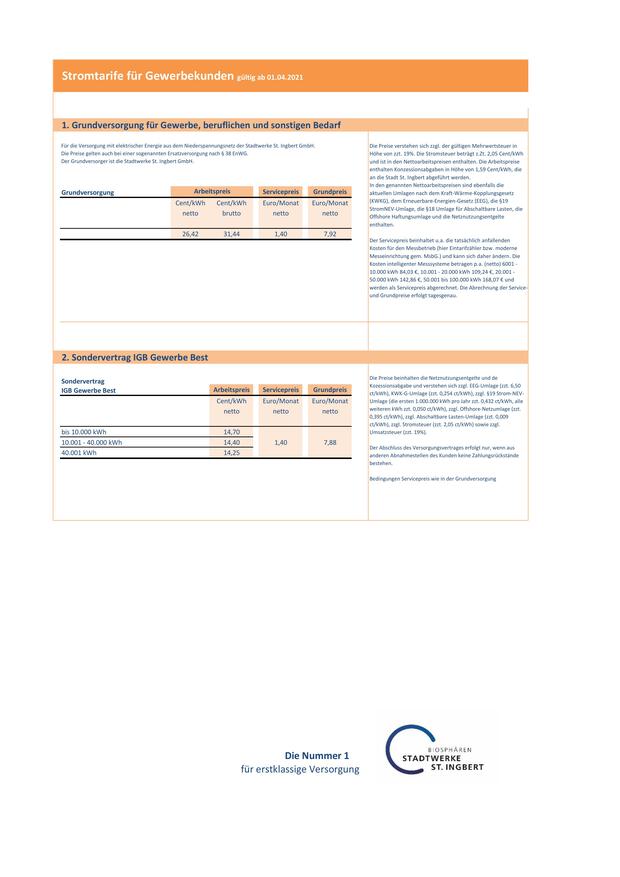 Stromtarife für Gewerbekunden gültig ab 01.04.2021
1. Grundversorgung für Gewerbe, beruflichen und sonstigen Bedarf
Für die Versorgung mit elektrischer Energie aus dem Niederspannungsnetz der Stadtwerke St. Ingbert GmbH.
Die Preise gelten auch bei einer sogenannten Ersatzversorgung nach § 38 EnWG.
Der Grundversorger ist die Stadtwerke St. Ingbert GmbH.
Grundversorgung Arbeitspreis Servicepreis Grundpreis
Cent/kWh Cent/kWh Euro/Monat Euro/Monat
netto brutto netto netto
26,42 31,44 1,40 7,92
Die Preise verstehen sich zzgl. der gültigen Mehrwertsteuer in
Höhe von zzt. 19%. Die Stromsteuer beträgt z.Zt. 2,05 Cent/kWh
und ist in den Nettoarbeitspreisen enthalten. Die Arbeitspreise
enthalten Konzessionsabgaben in Höhe von 1,59 Cent/kWh, die
an die Stadt St. Ingbert abgeführt werden.
In den genannten Nettoarbeitspreisen sind ebenfalls die
aktuellen Umlagen nach dem Kraft-Wärme-Kopplungsgesetz
(KWKG), dem Erneuerbare-Energien-Gesetz (EEG), die §19
StromNEV-Umlage, die §18 Umlage für Abschaltbare Lasten, die
Offshore Haftungsumlage und die Netznutzungsentgelte
enthalten.
Der Servicepreis beinhaltet u.a. die tatsächlich anfallenden
Kosten für den Messbetrieb (hier Eintarifzähler bzw. moderne
Messeinrichtung gem. MsbG.) und kann sich daher ändern. Die
Kosten intelligenter Messsysteme betragen p.a. (netto) 6001 -
10.000 kWh 84,03 €, 10.001 - 20.000 kWh 109,24 €, 20.001 -
50.000 kWh 142,86 €, 50.001 bis 100.000 kWh 168,07 € und
werden als Servicepreis abgerechnet. Die Abrechnung der Service-
und Grundpreise erfolgt tagesgenau.
2. Sondervertrag IGB Gewerbe Best
Sondervertrag
IGB Gewerbe Best Arbeitspreis Servicepreis Grundpreis
Cent/kWh Euro/Monat Euro/Monat
netto netto netto
bis 10.000 kWh 14,70
10.001 - 40.000 kWh 14,40 1,40 7,88
40.001 kWh 14,25
Die Preise beinhalten die Netznutzungsentgelte und de
Kozessionsabgabe und verstehen sich zzgl. EEG-Umlage (zzt. 6,50
ct/kWh), KWK-G-Umlage (zzt. 0,254 ct/kWh), zzgl. §19 Strom-NEV-
Umlage (die ersten 1.000.000 kWh pro Jahr zzt. 0,432 ct/kWh, alle
weiteren kWh zzt. 0,050 ct/kWh), zzgl. Offshore-Netzumlage (zzt.
0,395 ct/kWh), zzgl. Abschaltbare Lasten-Umlage (zzt. 0,009
ct/kWh), zzgl. Stromsteuer (zzt. 2,05 ct/kWh) sowie zzgl.
Umsatzsteuer (zzt. 19%).
Der Abschluss des Versorgungsvertrages erfolgt nur, wenn aus
anderen Abnahmestellen des Kunden keine Zahlungsrückstände
bestehen.
Bedingungen Servicepreis wie in der Grundversorgung
Die Nummer 1
für erstklassige Versorgung
BIOSPHÄREN
STADTWERKE
ST. INGBERT